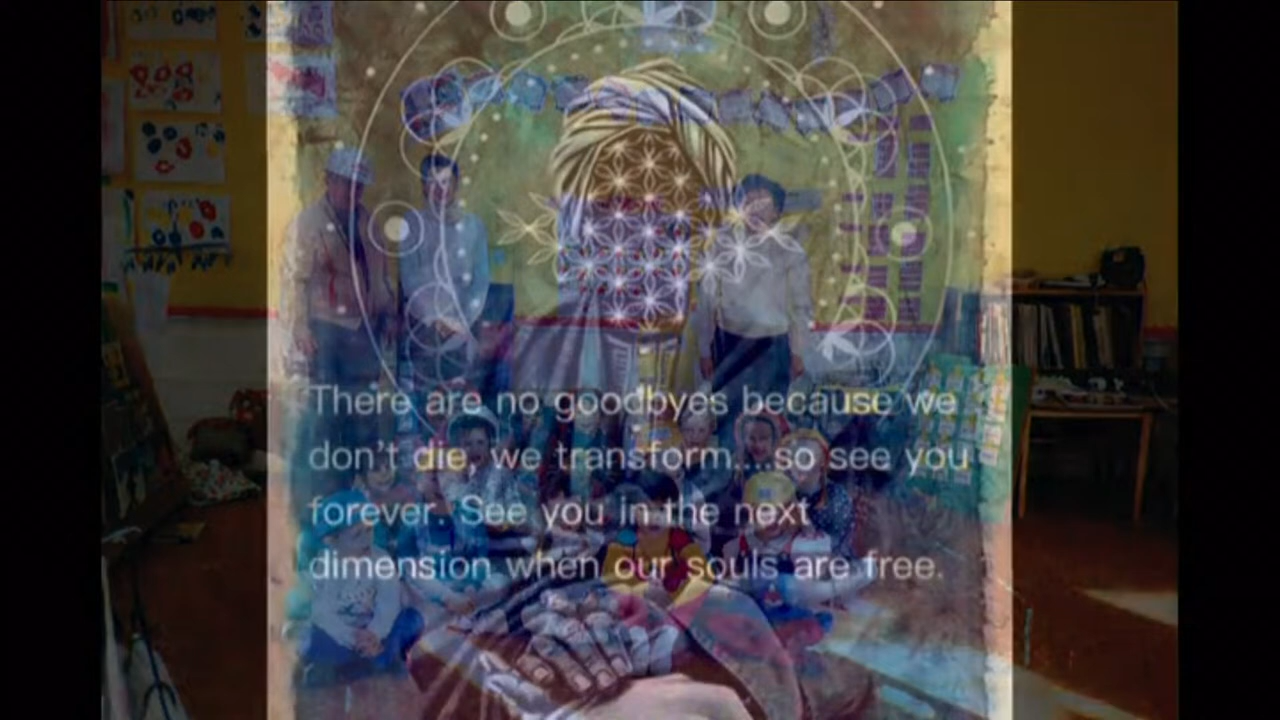 There are no goodbyes because we
don't die, we transform....so see you
forever. See you in the next
dimension when our souls are free.